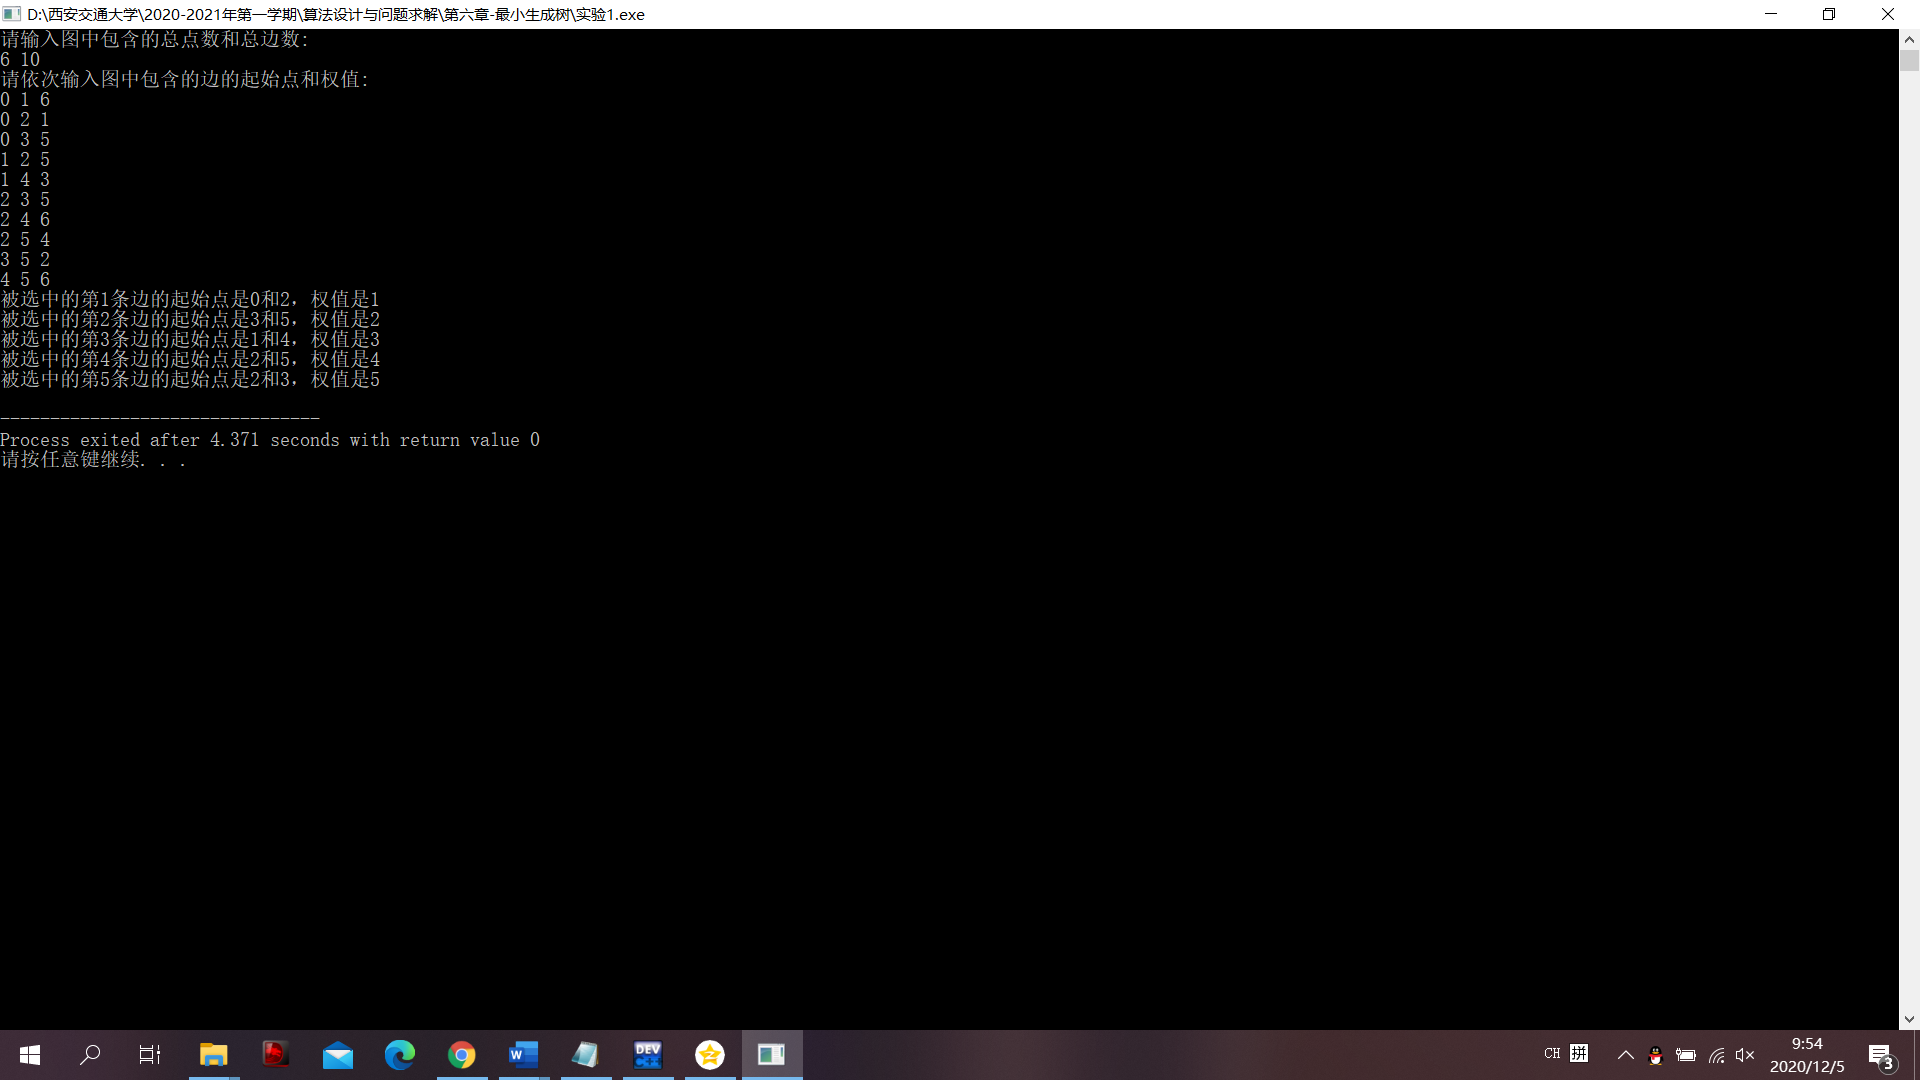 D:\西安交通大学\2020-2021年第一学期\算法设计与问题求解\第六章-最小生成树\实验1.exe
请输入图中包含的总点数和总边数:
6 10
请依次输入图中包含的边的起始点和权值:
0 1 6
0 2 1
0 3 5
1 2 5
1 4 3
2 3 5
2 4 6
2 5 4
3 5 2
4 5 6
被选中的第1条边的起始点是0和2，权值是1
被选中的第2条边的起始点是3和5，权值是2
被选中的第3条边的起始点是1和4，权值是3
被选中的第4条边的起始点是2和5，权值是4
被选中的第5条边的起始点是2和3，权值是5
--------------------------------
Process exited after 4.371 seconds with return value 0
请按任意键继续. . .
W
DEV
C++
CH 拼
9:54
2020/12/5
3